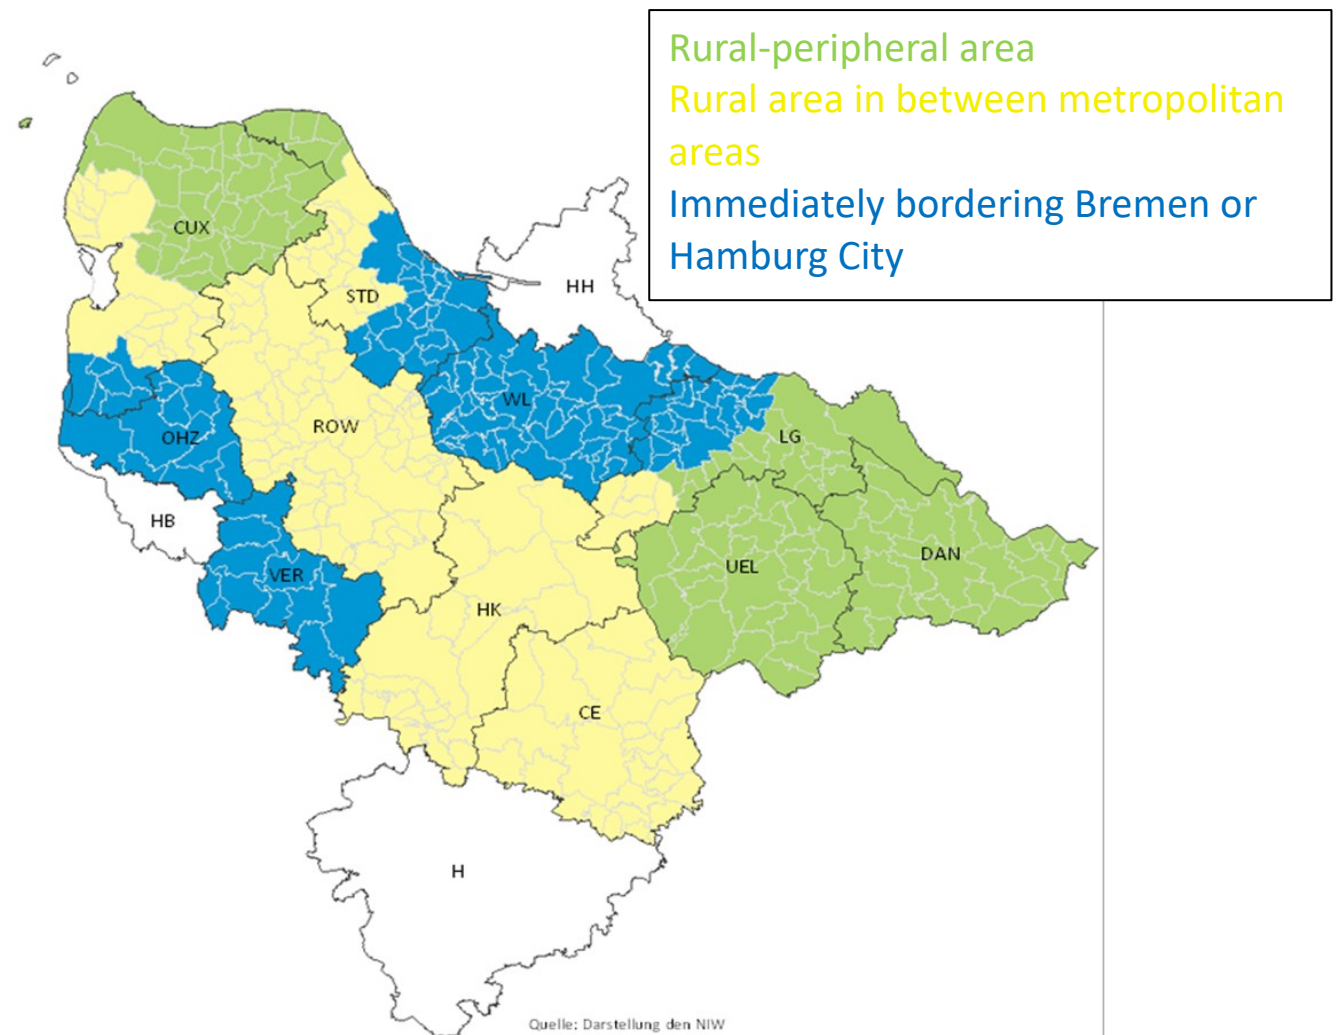 Rural-peripheral area
Rural area in between metropolitan
areas
Immediately bordering Bremen or
Hamburg City
CUX
HH
STD
WL
ROW
OHZ
LG
HB
DAN
UEL
VER
HK
CE
H
Quelle: Darstellung den NIW